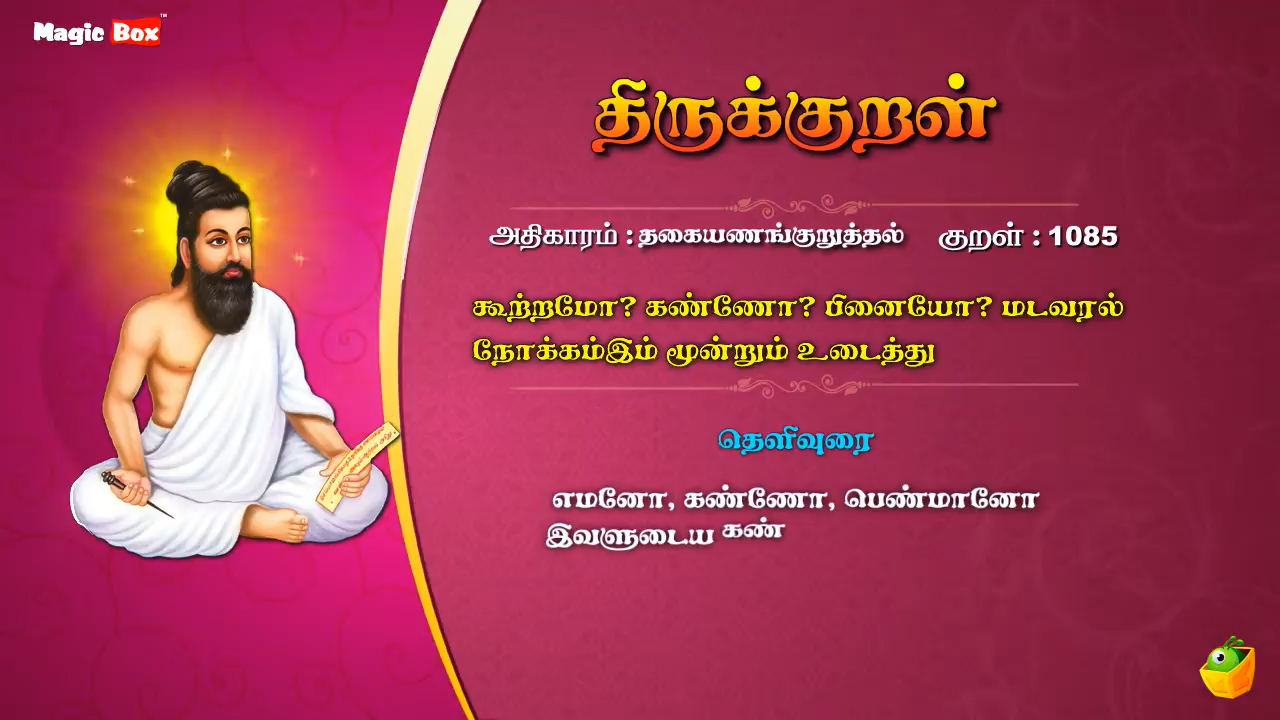 Magic Box™
திருக்குறள்
அதிகாரம் : தகையணங்குறுத்தல் குறள் : 1085
கூற்றமோ? கண்ணோ? பினையோ? மடவரல்
நோக்கம்இம் மூன்றும் உடைத்து
தெளிவுரை
எமனோ, கண்ணோ, பெண்மானோ
இவளுடைய கண்